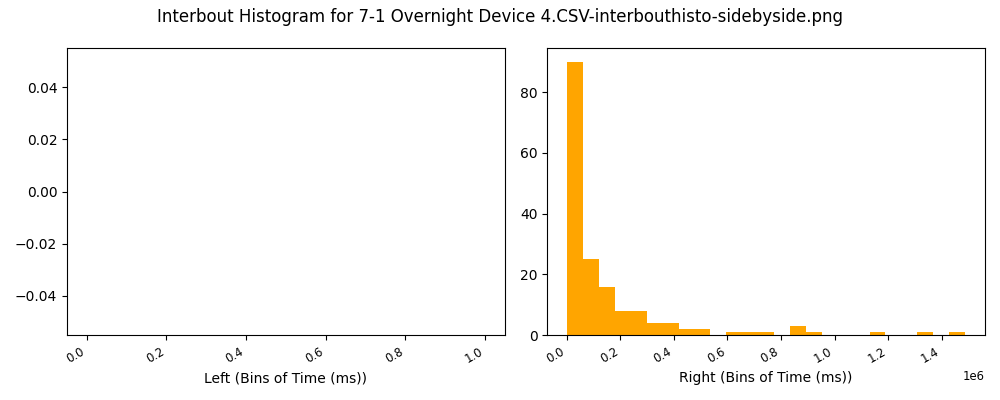 Interbout Histogram for 7-1 Overnight Device 4.CSV-interbouthisto-sidebyside.png
0.04
0.02
0.00
−0.02
−0.04
0.0 0.2 0.4 0.6 0.8 1.0
Left (Bins of Time (ms))
80
60
40
20
0
0.0 0.2 0.4 0.6 0.8 1.0 1.2 1.4
1e6
Right (Bins of Time (ms))